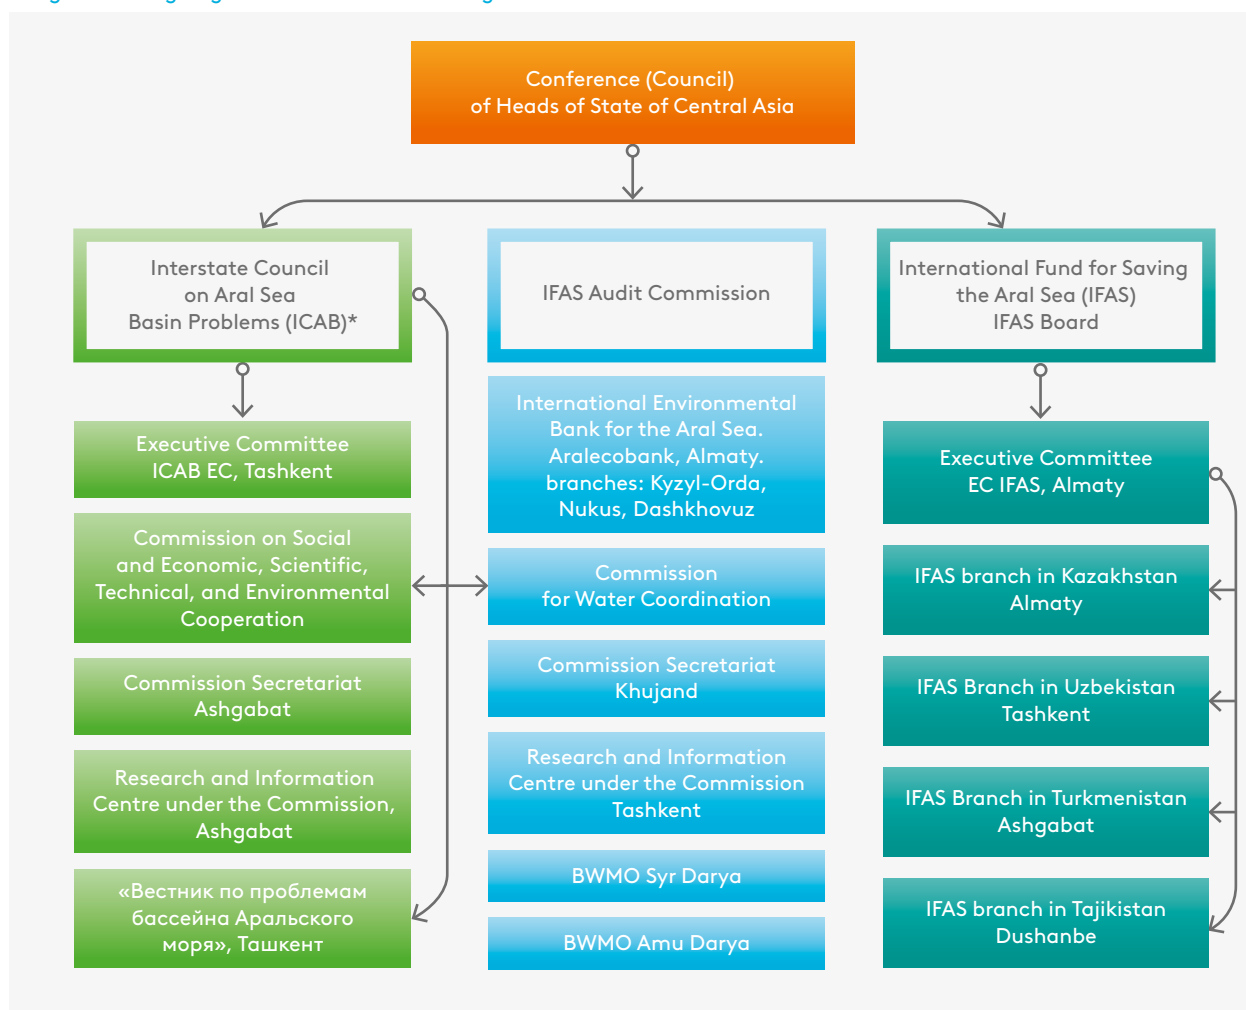 Conference (Council)
of Heads of State of Central Asia
Interstate Council
on Aral Sea
Basin Problems (ICAB)*
IFAS Audit Commission
International Fund for Saving
the Aral Sea (IFAS)
IFAS Board
Executive Committee
ICAB EC, Tashkent
Commission on Social
and Economic, Scientific,
Technical, and Environmental
Cooperation
Commission Secretariat
Ashgabat
Research and Information
Centre under the Commission,
Ashgabat
«Вестник по проблемам
бассейна Аральского
моря», Ташкент
International Environmental
Bank for the Aral Sea.
Aralecobank, Almaty.
branches: Kyzyl-Orda,
Nukus, Dashkhovuz
Commission
for Water Coordination
Commission Secretariat
Khujand
Research and Information
Centre under the Commission
Tashkent
BWMO Syr Darya
BWMO Amu Darya
Executive Committee
EC IFAS, Almaty
IFAS branch in Kazakhstan
Almaty
IFAS Branch in Uzbekistan
Tashkent
IFAS Branch in Turkmenistan
Ashgabat
IFAS branch in Tajikistan
Dushanbe